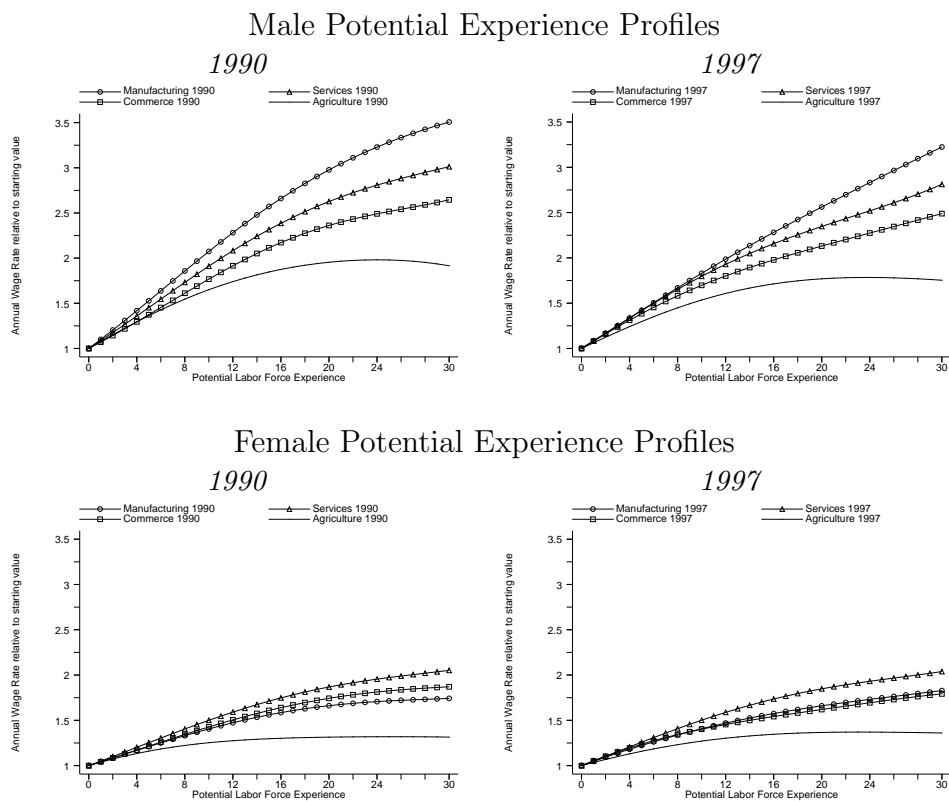 Male Potential Experience Profiles
1990
Manufacturing 1990
Services 1990
Commerce 1990
Agriculture 1990
Annual Wage Rate relative to starting value
3.5
3
2.5
2
1.5
1
0 4 8 12 16 20 24 30
Potential Labor Force Experience
1997
Manufacturing 1997
Services 1997
Commerce 1997
Agriculture 1997
Annual Wage Rate relative to starting value
3.5
3
2.5
2
1.5
1
0 4 8 12 16 20 24 30
Potential Labor Force Experience
Female Potential Experience Profiles
1990
Manufacturing 1990
Services 1990
Commerce 1990
Agriculture 1990
Annual Wage Rate relative to starting value
3.5
3
2.5
2
1.5
1
0 4 8 12 16 20 24 30
Potential Labor Force Experience
1997
Manufacturing 1997
Services 1997
Commerce 1997
Agriculture 1997
Annual Wage Rate relative to starting value
3.5
3
2.5
2
1.5
1
0 4 8 12 16 20 24 30
Potential Labor Force Experience